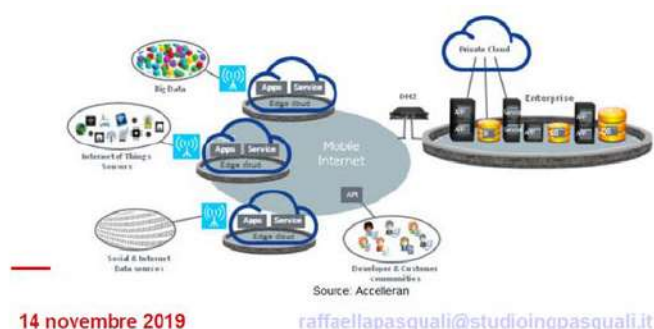 Private Cloud
Big Data
Apps Service
Edge cloud
DMZ
Enterprise
Internet of Things
Sensors
Apps Service
Edge cloud
Mobile
Internet
API
Apps Service
Edge cloud
Social & Internet
Data sources
Developer & Customer
communities
Source: Accelleran
14 novembre 2019
raffaellapasquali@studioingpasquali.it